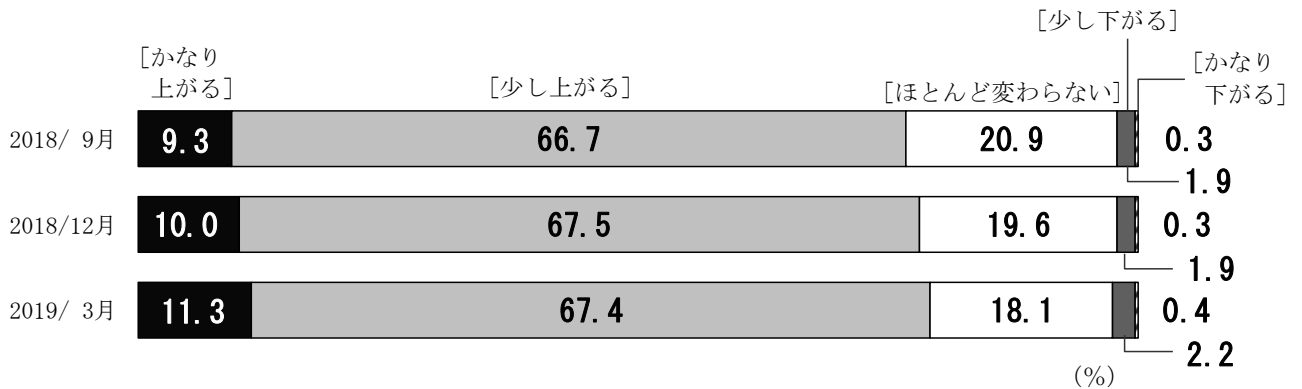 [少し下がる]
[かなり
上がる]
[少し上がる]
[ほとんど変わらない]
[かなり
下がる]
2018/ 9月
9.3
66.7
20.9
0.3
1.9
2018/12月
10.0
67.5
19.6
0.3
1.9
2019/ 3月
11.3
67.4
18.1
0.4
2.2
(%)